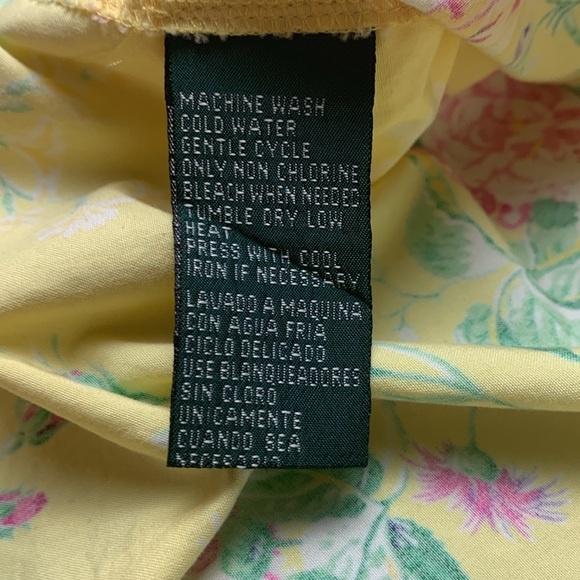 MACHINE WASH
COLD WATER
GENTLE CYCLE
ONLY NON CHLORINE
BLEACH WHEN NEEDED
TUMBLE DRY LOW
HEAT
PRESS WITH COOL
IRON IF NECESSARY
LAVADO A MAQUINA
CON AGUA FRIA
CICLO DELICADO
USE BLANQUEADORES
SIN CLORO
UNICAMENTE
CUANDO SEA
NECESARIO